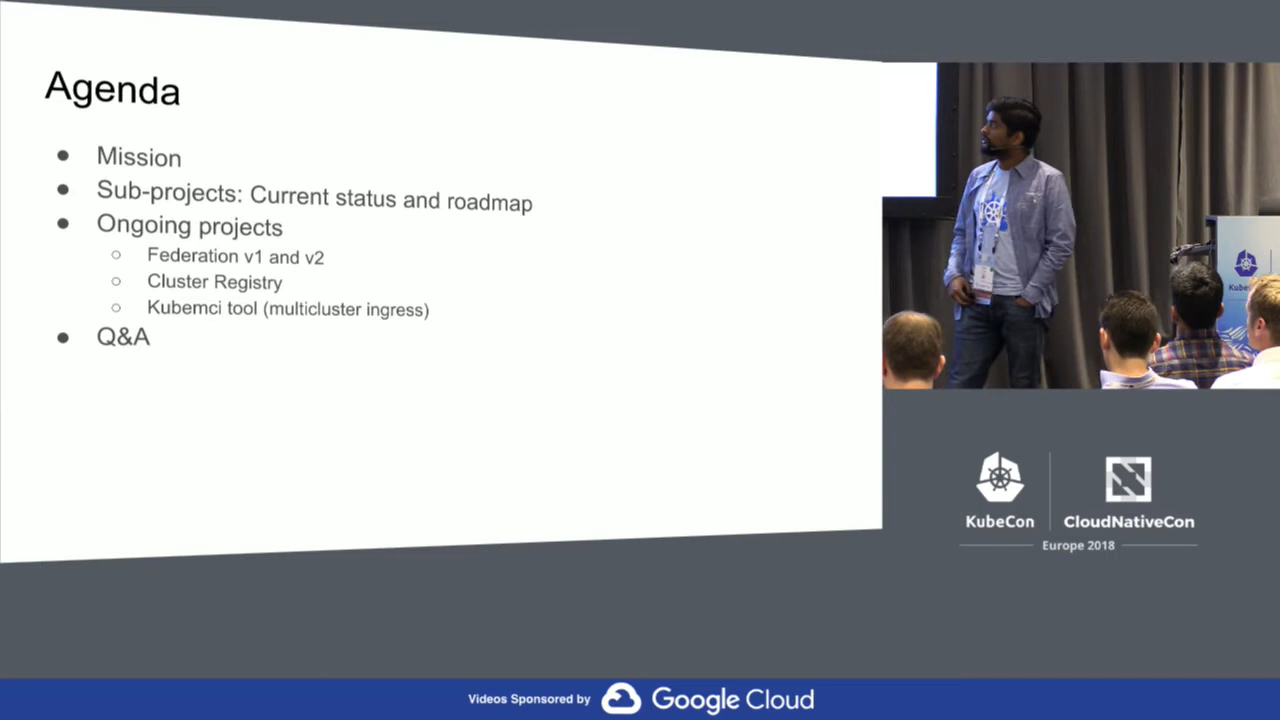 Agenda
● Mission
● Sub-projects: Current status and roadmap
● Ongoing projects
○ Federation v1 and v2
○ Cluster Registry
○ Kubemci tool (multicluster ingress)
● Q&A
KubeCon
CloudNativeCon
Europe 2018
Videos Sponsored by Google Cloud